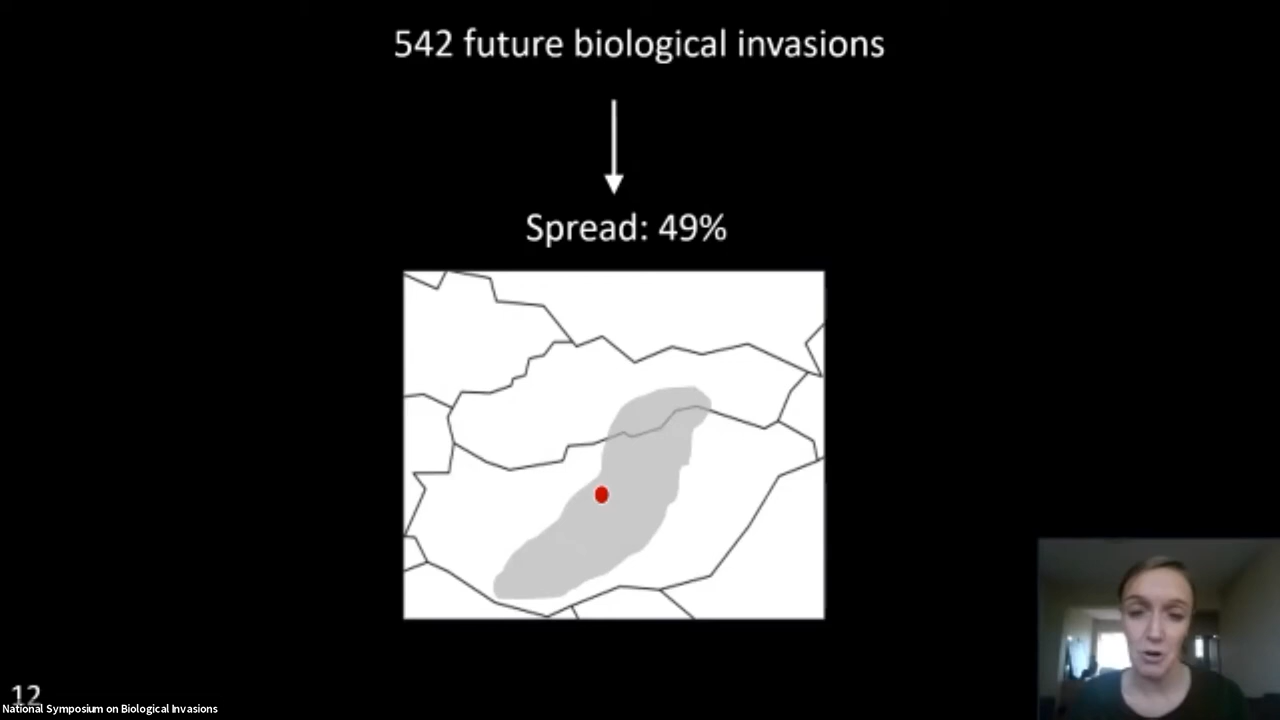 542 future biological invasions
Spread: 49%
12
National Symposium on Biological Invasions